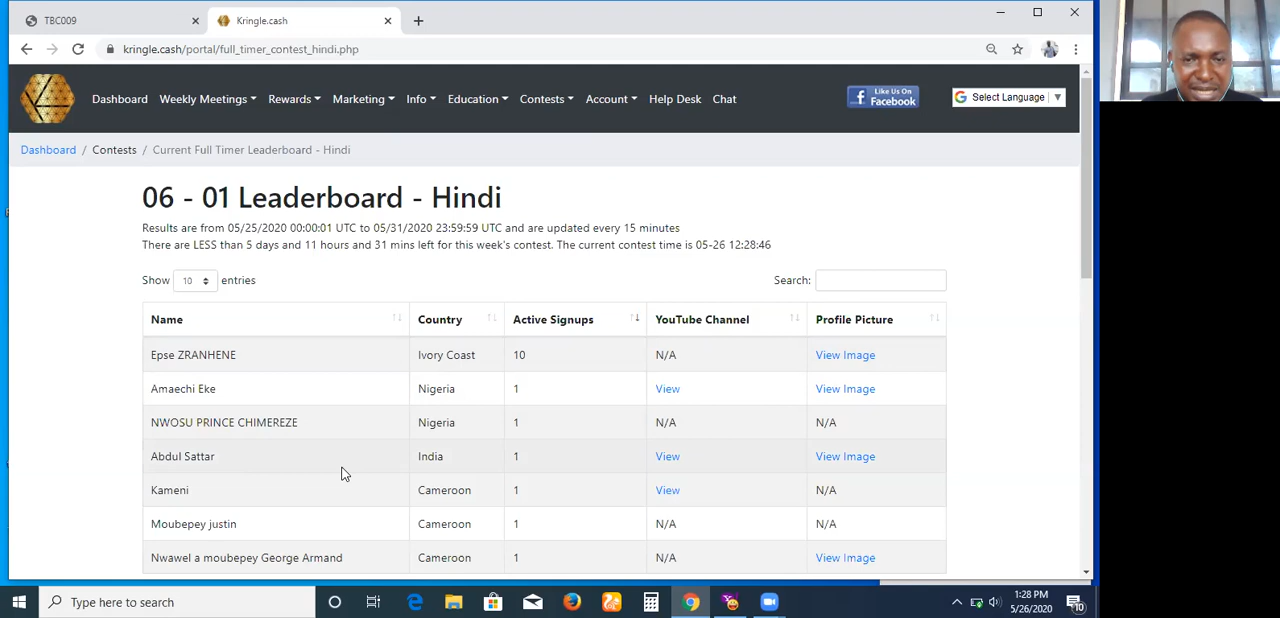 TBC009
Kringle.cash
kringle.cash/portal/full_timer_contest_hindi.php
Dashboard Weekly Meetings Rewards Marketing Info Education Contests Account Help Desk Chat
Like Us On
Facebook
Select Language
Dashboard / Contests / Current Full Timer Leaderboard - Hindi
06 - 01 Leaderboard - Hindi
Results are from 05/25/2020 00:00:01 UTC to 05/31/2020 23:59:59 UTC and are updated every 15 minutes
There are LESS than 5 days and 11 hours and 31 mins left for this week's contest. The current contest time is 05-26 12:28:46
Show 10 entries Search:
Name Country Active Signups YouTube Channel Profile Picture
Epse ZRANHENE Ivory Coast 10 N/A View Image
Amaechi Eke Nigeria 1 View View Image
NWOSU PRINCE CHIMEREZE Nigeria 1 N/A N/A
Abdul Sattar India 1 View View Image
Kameni Cameroon 1 View N/A
Moubepey justin Cameroon 1 N/A N/A
Nwawel a moubepey George Armand Cameroon 1 N/A View Image
Type here to search
1:28 PM
5/26/2020
10